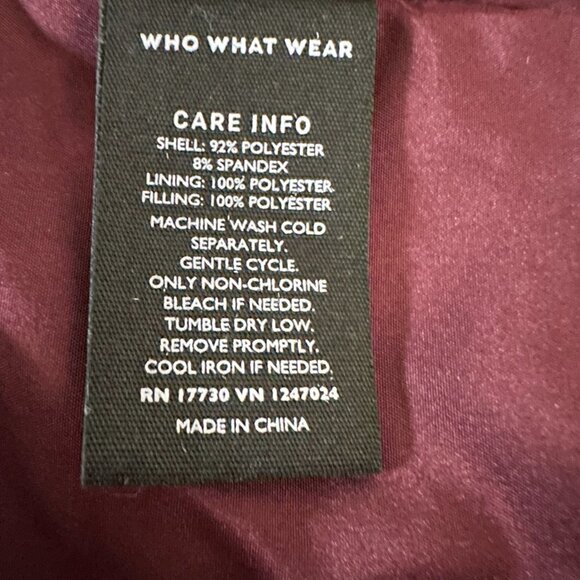 WHO WHAT WEAR
CARE INFO
SHELL: 92% POLYESTER
8% SPANDEX
LINING: 100% POLYESTER
FILLING: 100% POLYESTER
MACHINE WASH COLD
SEPARATELY.
GENTLE CYCLE.
ONLY NON-CHLORINE
BLEACH IF NEEDED.
TUMBLE DRY LOW.
REMOVE PROMPTLY.
COOL IRON IF NEEDED.
RN 17730 VN 1247024
MADE IN CHINA